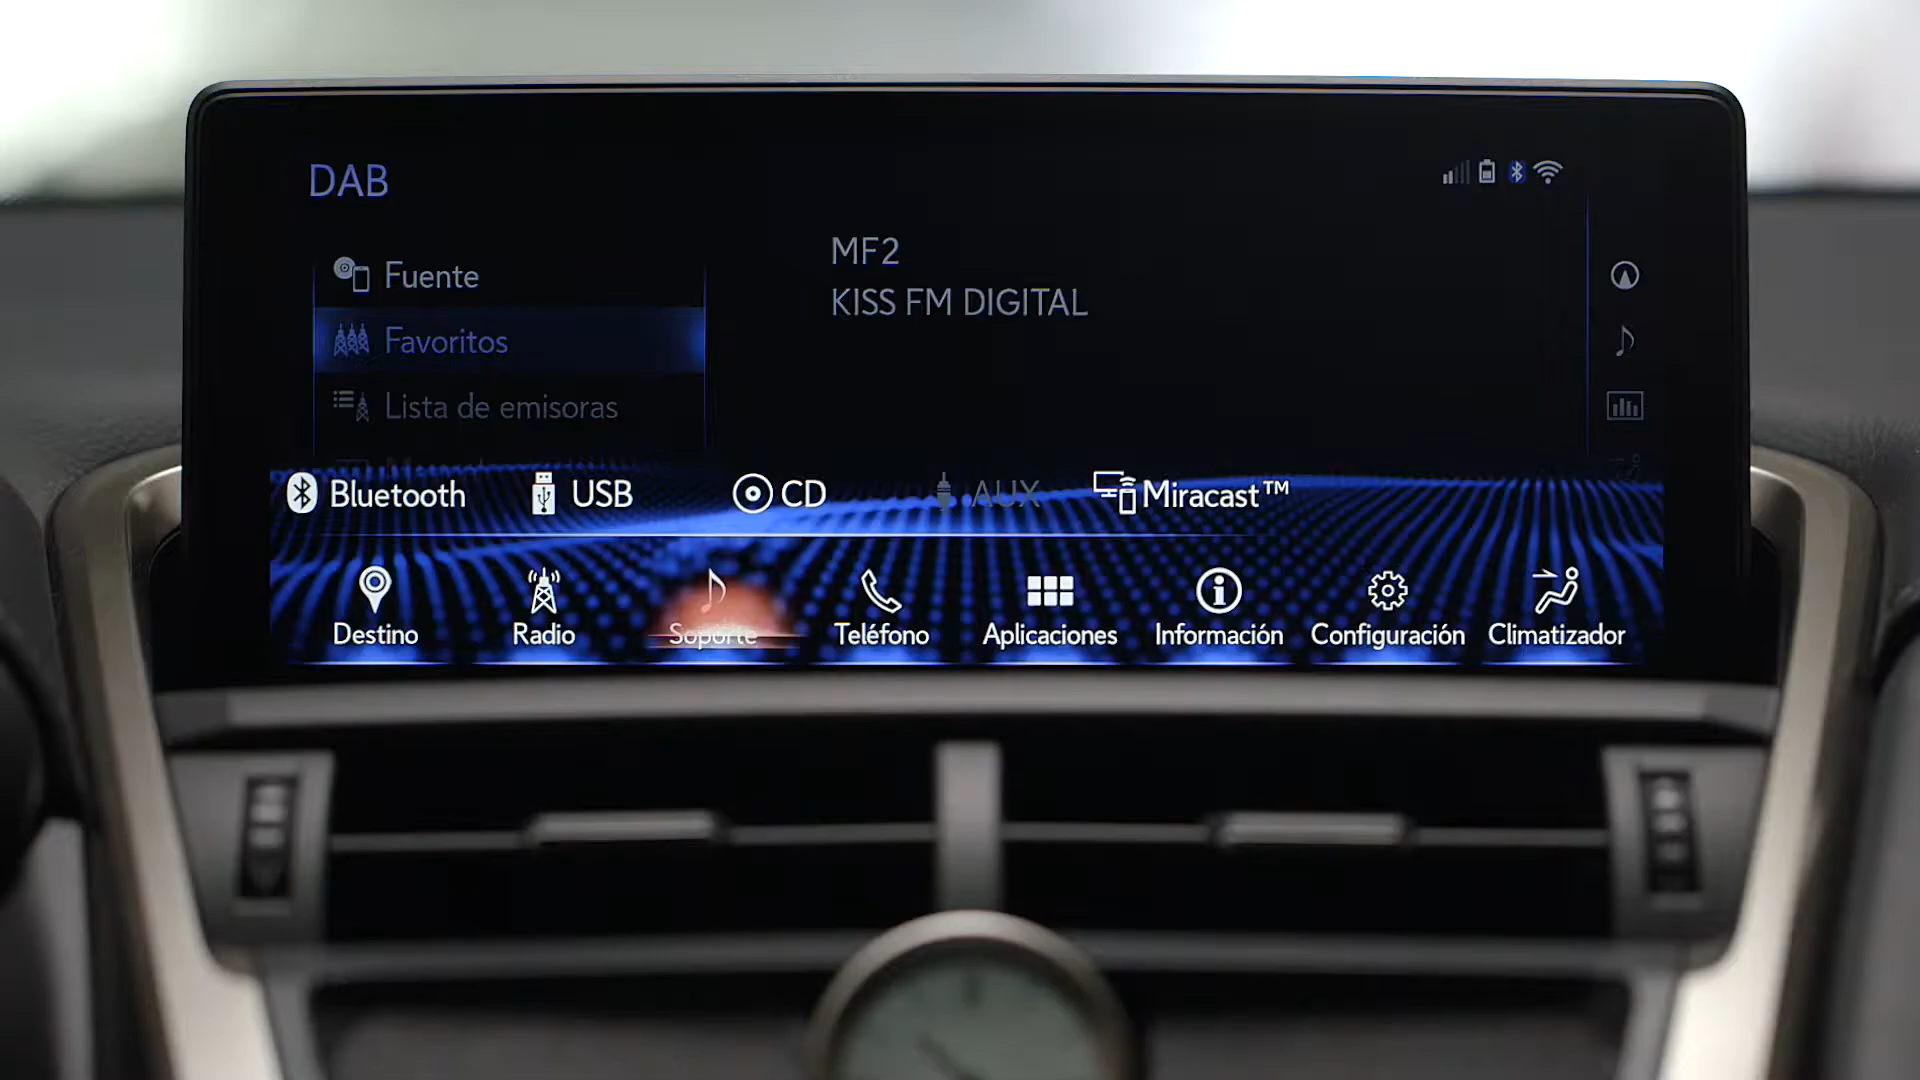 DAB
Fuente
Favoritos
Lista de emisoras
MF2
KISS FM DIGITAL
Bluetooth
USB
CD
AUX
Miracast™
Destino
Radio
Soporte
Teléfono
Aplicaciones
Información
Configuración
Climatizador